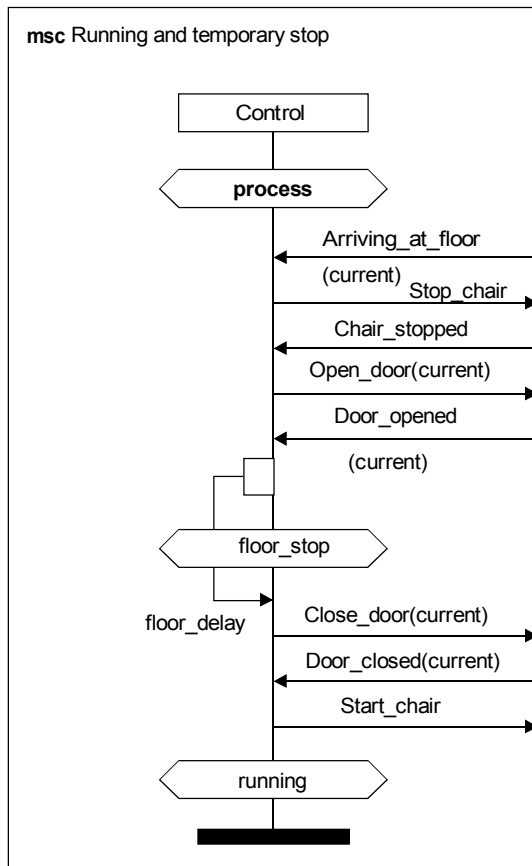 msc Running and temporary stop
Control
process
Arriving_at_floor
(current)
Stop_chair
Chair_stopped
Open_door(current)
Door_opened
(current)
floor_stop
floor_delay
Close_door(current)
Door_closed(current)
Start_chair
running